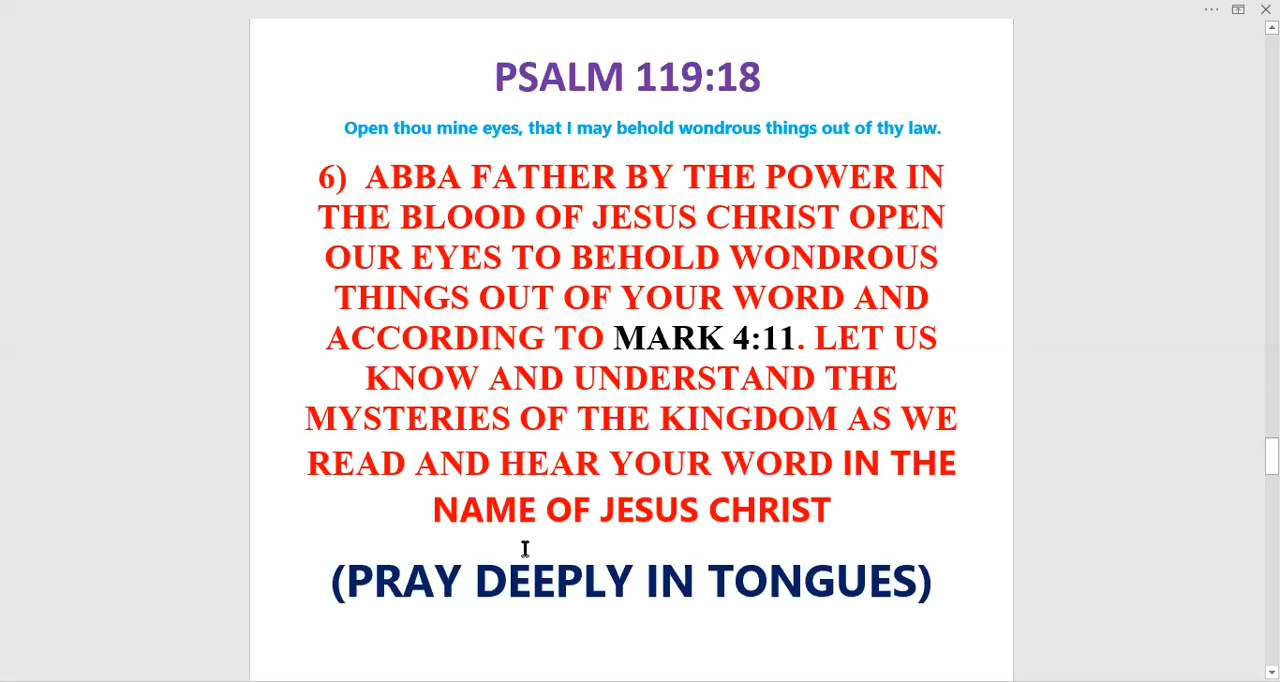 PSALM 119:18
Open thou mine eyes, that I may behold wondrous things out of thy law.
6) ABBA FATHER BY THE POWER IN
THE BLOOD OF JESUS CHRIST OPEN
OUR EYES TO BEHOLD WONDROUS
THINGS OUT OF YOUR WORD AND
ACCORDING TO MARK 4:11. LET US
KNOW AND UNDERSTAND THE
MYSTERIES OF THE KINGDOM AS WE
READ AND HEAR YOUR WORD IN THE
NAME OF JESUS CHRIST
(PRAY DEEPLY IN TONGUES)